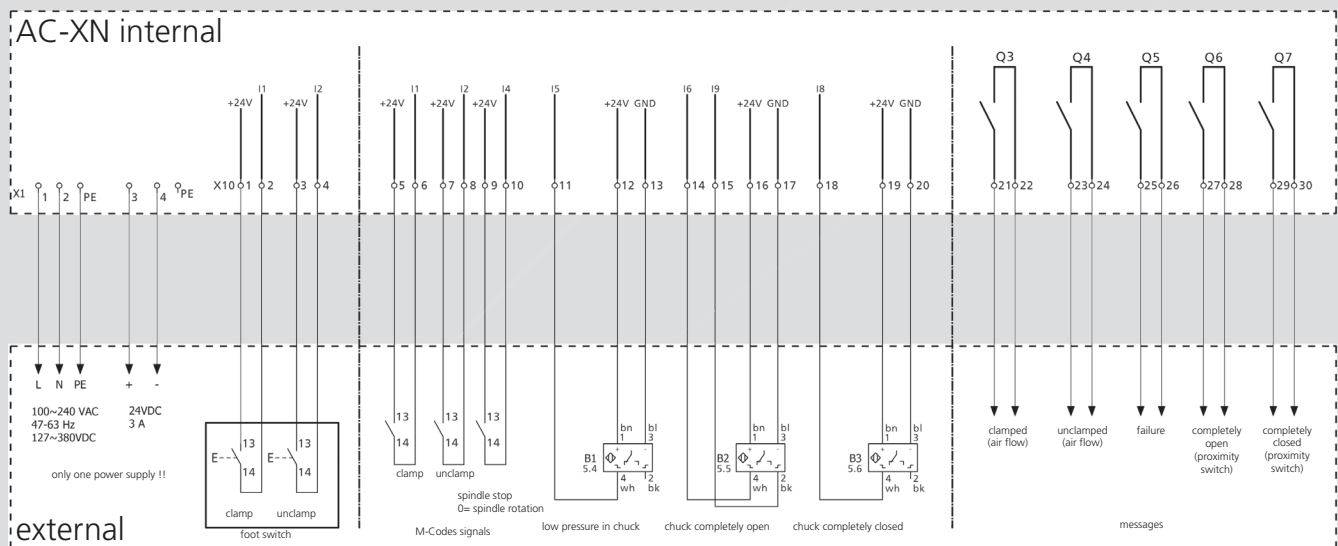 AC-XN internal
Q3 Q4 Q5 Q6 Q7
I1 I2 I1 I2 I4 I5 I6 I9 I8
+24V +24V +24V +24V +24V +24V GND +24V GND +24V GND
X1 1 2 PE 3 4 PE X10 1 2 3 4 5 6 7 8 9 10 11 12 13 14 15 16 17 18 19 20 21 22 23 24 25 26 27 28 29 30
L N PE + -
100~240 VAC
47-63 Hz
127~380VDC
24VDC
3 A
only one power supply !!
E 13
14
E 13
14
clamp unclamp
foot switch
13
14
13
14
13
14
clamp unclamp
spindle stop
0= spindle rotation
M-Codes signals
bn bl
1 3
+ -
B1
5.4
4 2
wh bk
low pressure in chuck
bn bl
1 3
+ -
B2
5.5
4 2
wh bk
chuck completely open
bn bl
1 3
+ -
B3
5.6
4 2
wh bk
chuck completely closed
clamped
(air flow)
unclamped
(air flow)
failure
completely
open
(proximity
switch)
completely
closed
(proximity
switch)
messages
external